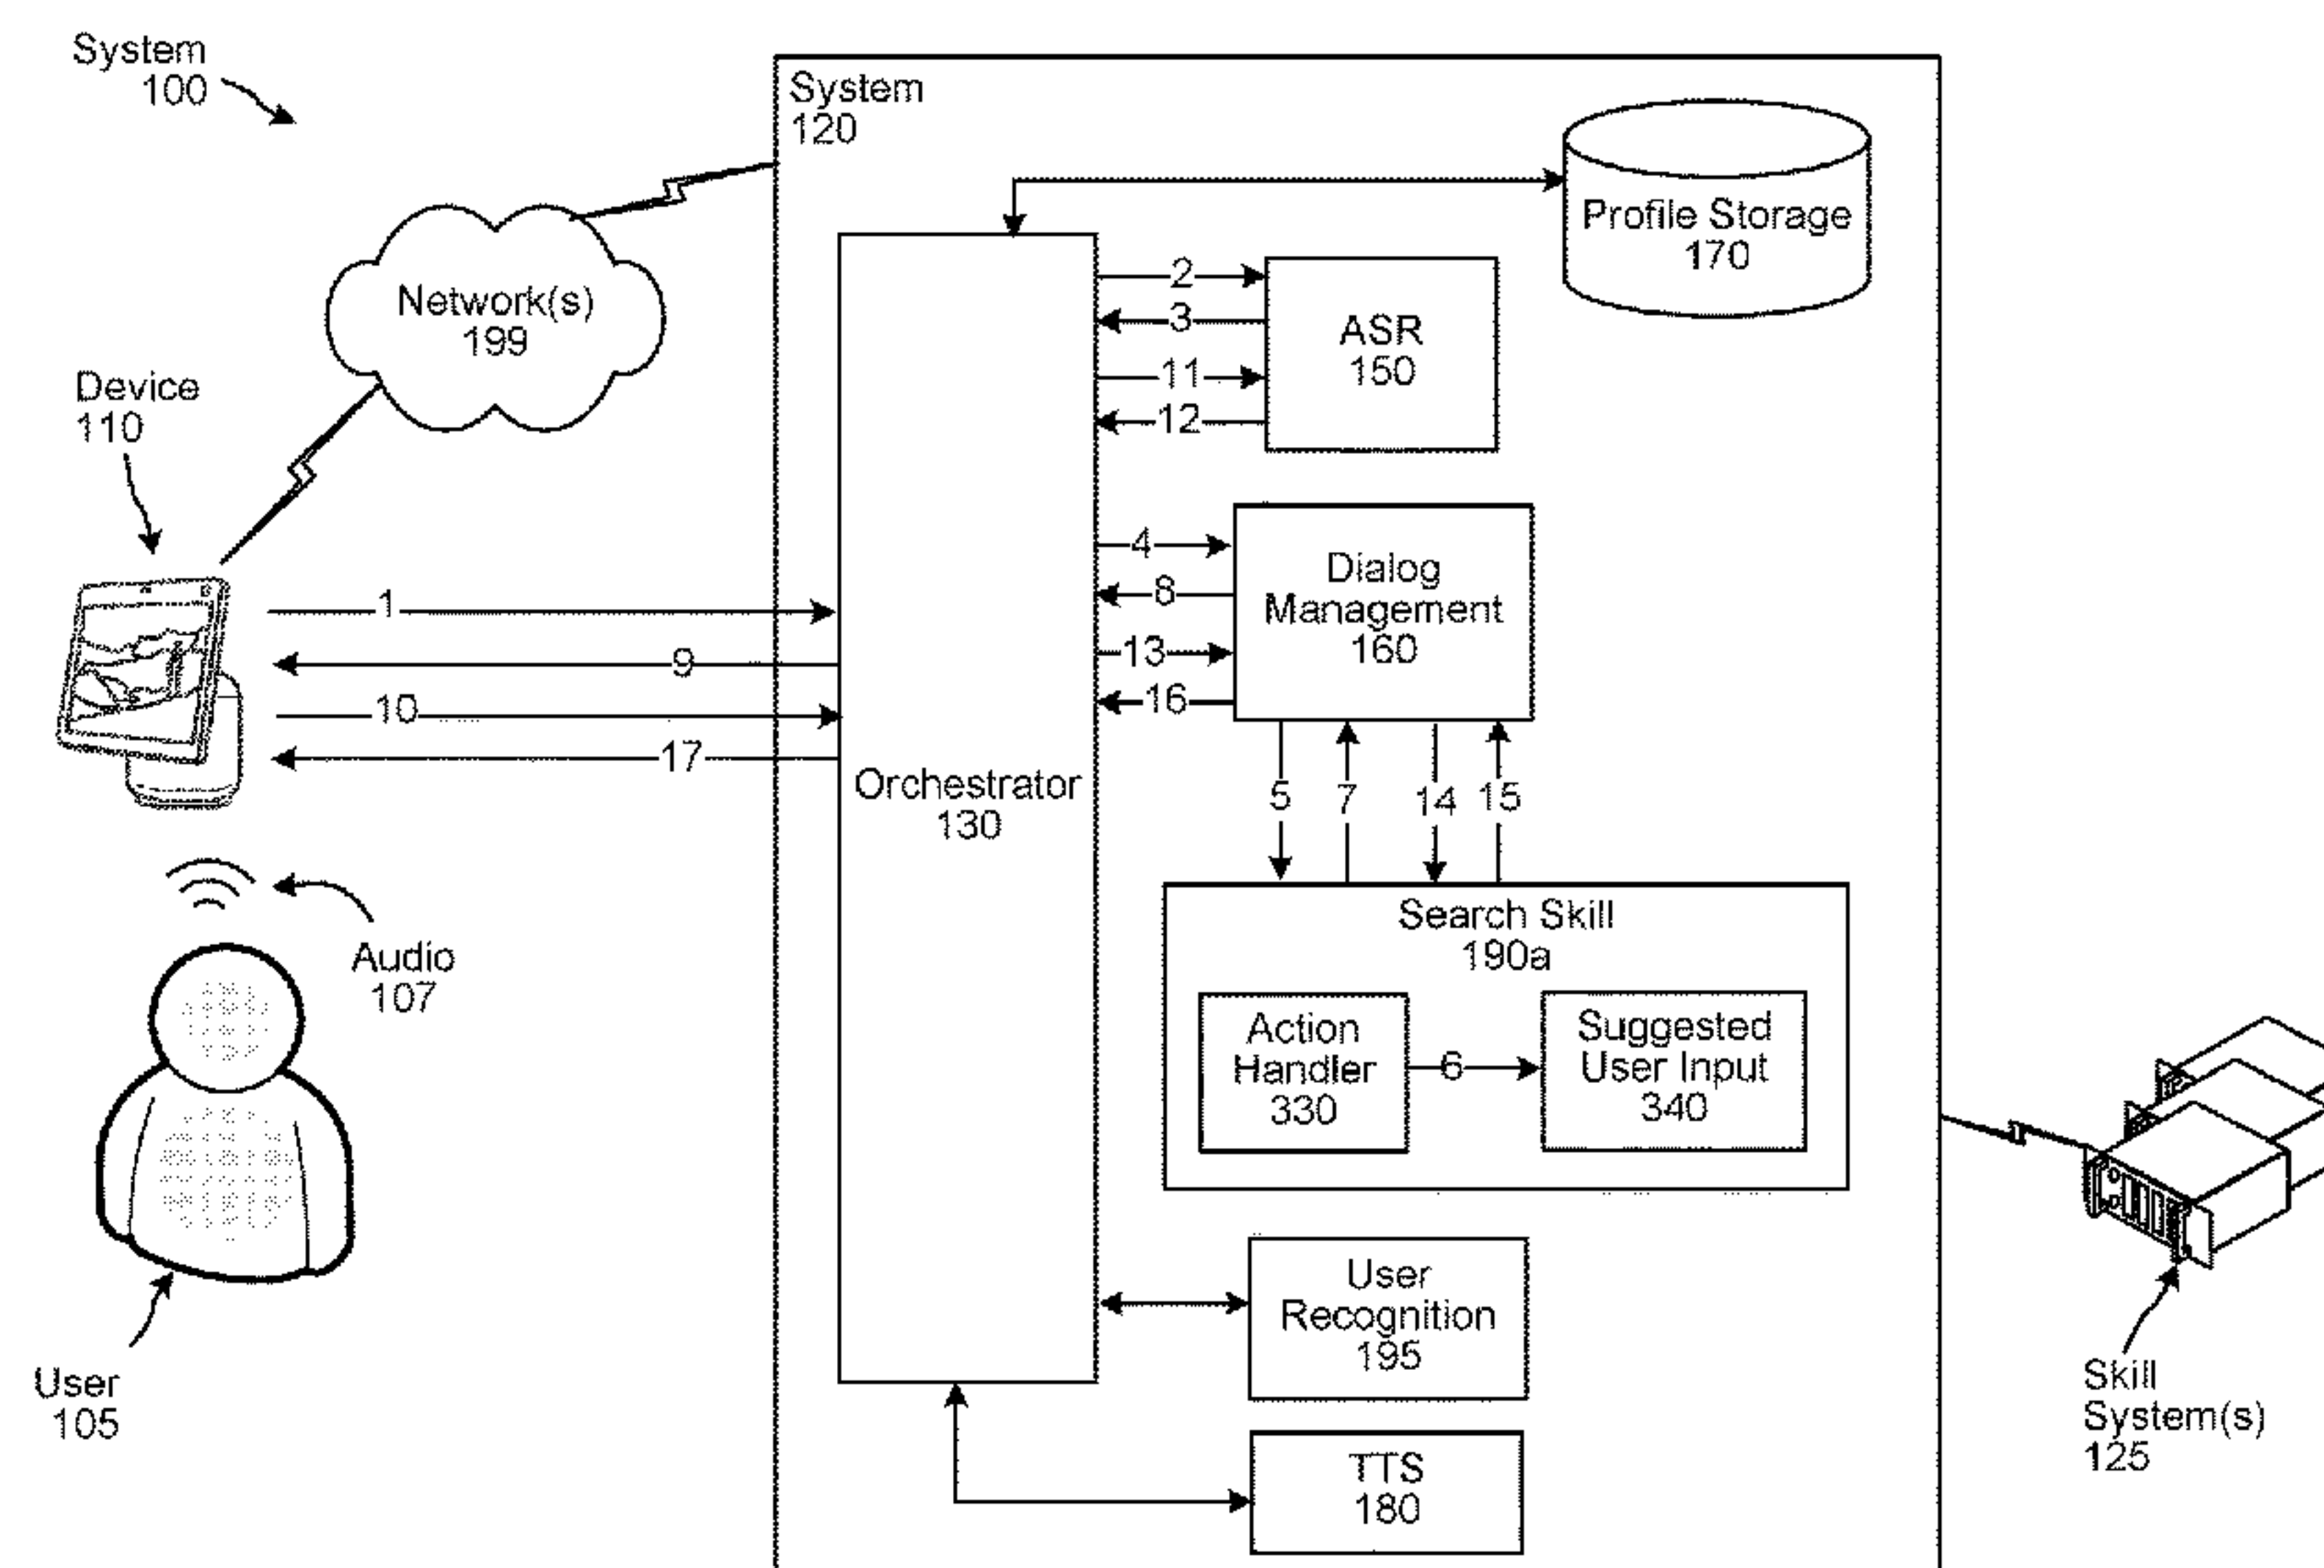 System
100
System
120
Profile Storage
170
Network(s)
199
2
3
11
12
ASR
150
Device
110
4
8
13
16
Dialog
Management
160
1
9
10
17
Orchestrator
130
5
7
14
15
Audio
107
Search Skill
190a
Action
Handler
330
6
Suggested
User Input
340
User
105
User
Recognition
195
TTS
180
Skill
System(s)
125